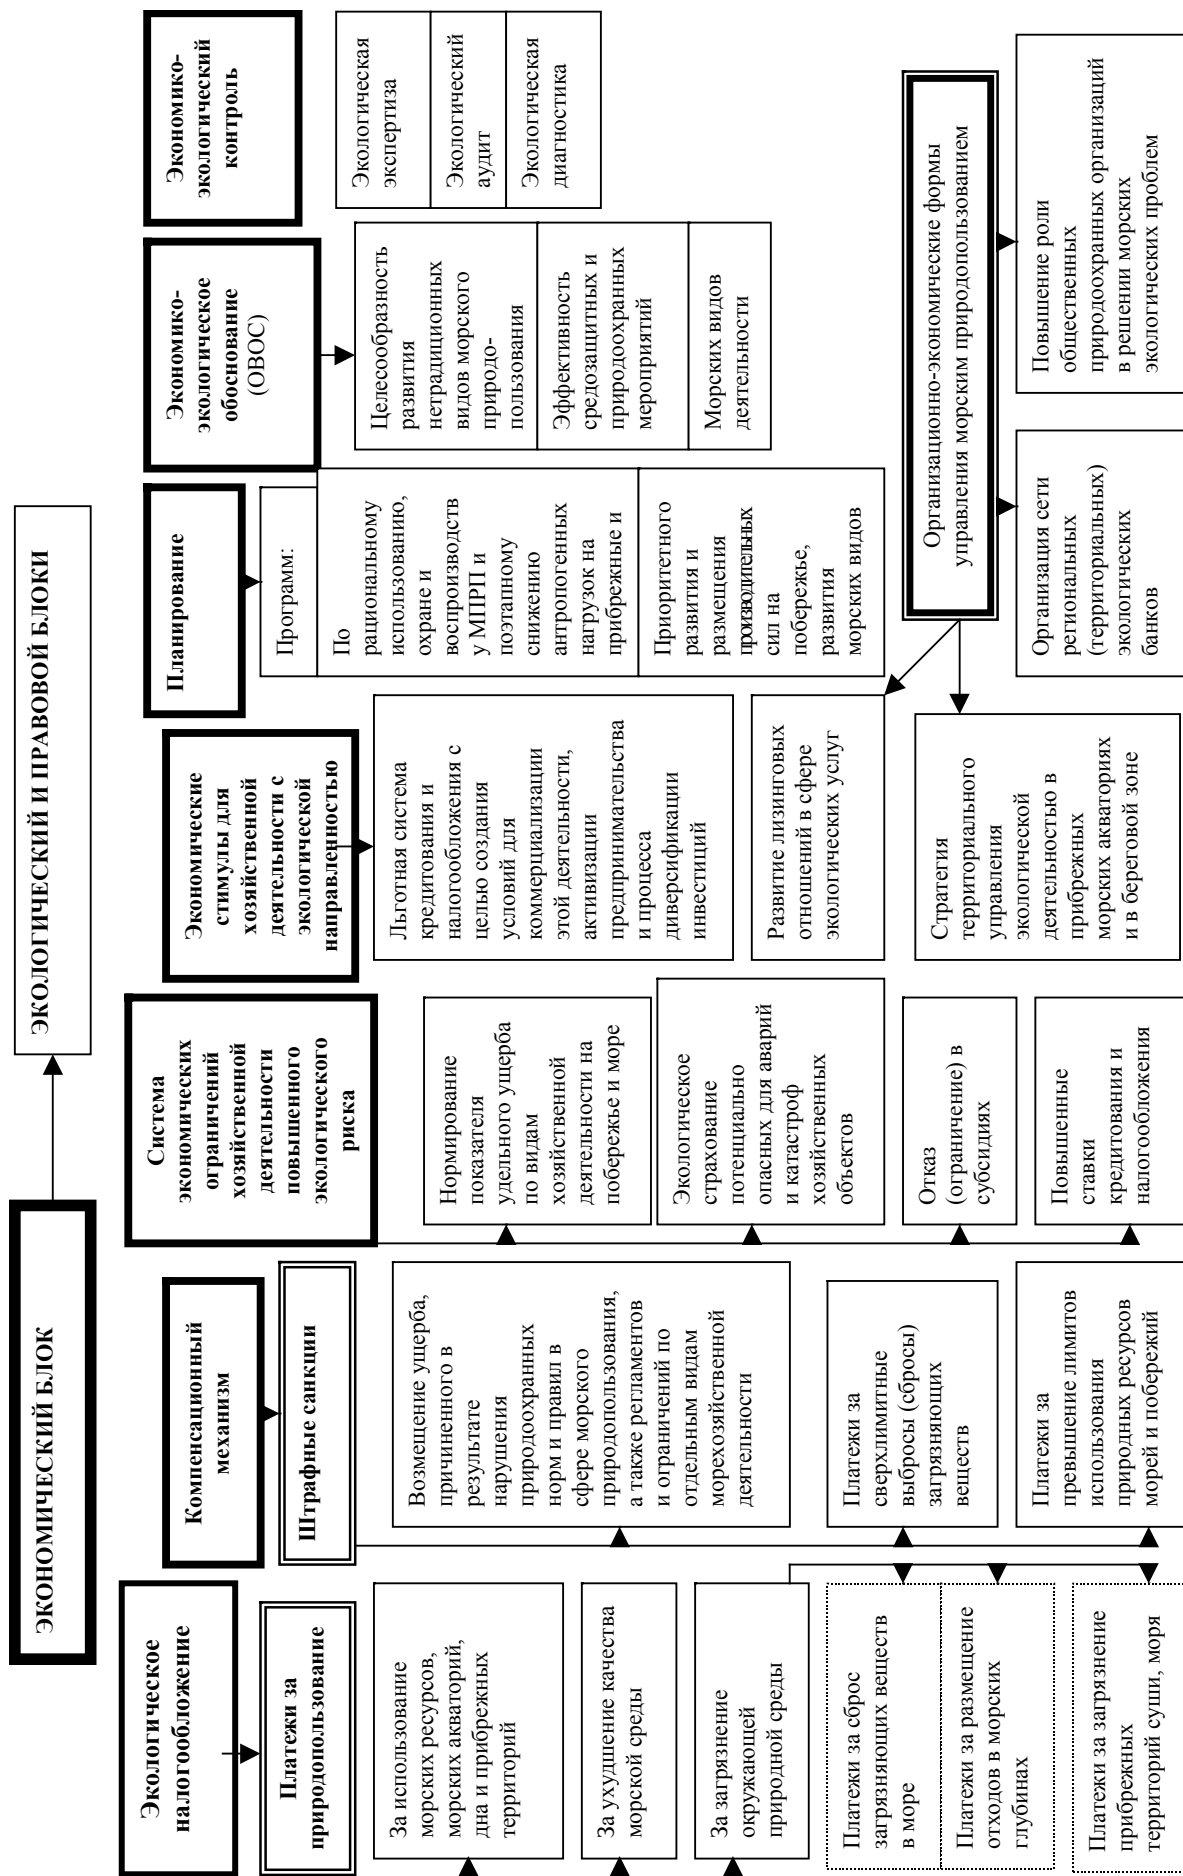 ЭКОНОМИЧЕСКИЙ БЛОК
ЭКОЛОГИЧЕСКИЙ И ПРАВОВОЙ БЛОКИ
Экологическое
налогообложение
Платежи за
природопользование
За использование
морских ресурсов,
морских акваторий,
дна и прибрежных
территорий
За ухудшение качества
морской среды
За загрязнение
окружающей
природной среды
Платежи за сброс
загрязняющих веществ
в море
Платежи за размещение
отходов в морских
глубинах
Платежи за загрязнение
прибрежных
территорий суши, моря
Компенсационный
механизм
Штрафные санкции
Возмещение ущерба,
причиненного в
результате
нарушения
природоохранных
норм и правил в
сфере морского
природопользования,
а также регламентов
и ограничений по
отдельным видам
морехозяйственной
деятельности
Платежи за
сверхлимитные
выбросы (сбросы)
загрязняющих
веществ
Платежи за
превышение лимитов
использования
природных ресурсов
морей и побережий
Система
экономических
ограничений
хозяйственной
деятельности
повышенного
экологического
риска
Нормирование
показателя
удельного ущерба
по видам
хозяйственной
деятельности на
побережье и море
Экологическое
страхование
потенциально
опасных для аварий
и катастроф
хозяйственных
объектов
Отказ
(ограничение) в
субсидиях
Повышенные
ставки
кредитования и
налогообложения
Экономические
стимулы для
хозяйственной
деятельности с
экологической
направленностью
Льготная система
кредитования и
налогообложения с
целью создания
условий для
коммерциализации
этой деятельности,
активизации
предпринимательства
и процесса
диверсификации
инвестиций
Развитие лизинговых
отношений в сфере
экологических услуг
Стратегия
территориального
управления
экологической
деятельностью в
прибрежных
морских акваториях
и в береговой зоне
Планирование
Программ:
По
рациональному
использованию,
охране и
воспроизводств
у МПРП и
поэтапному
снижению
антропогенных
нагрузок на
прибрежные и
Приоритетного
развития и
размещения
производительных
сил на
побережье,
развития
морских видов
Экономико-
экологическое
обоснование
(ОВОС)
Целесообразность
развития
нетрадиционных
видов морского
природо-
пользования
Эффективность
средозащитных и
природоохранных
мероприятий
Морских видов
деятельности
Экономико-
экологический
контроль
Экологическая
экспертиза
Экологический
аудит
Экологическая
диагностика
Организационно-экономические формы
управления морским природопользованием
Организация сети
региональных
(территориальных)
экологических
банков
Повышение роли
общественных
природоохранных организаций
в решении морских
экологических проблем